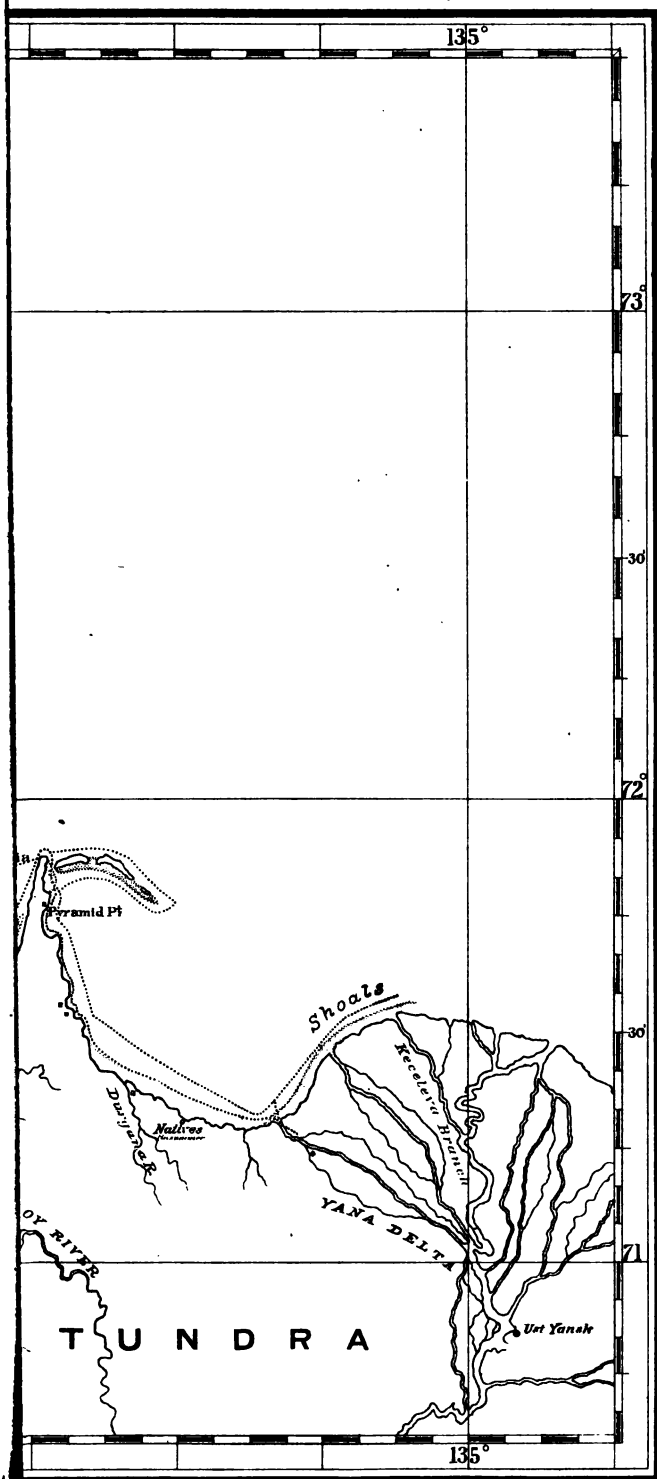 135°
73°
30'
72°
ia
Pyramid Pt
Shoals
30'
Keceleva Branch
Natives
YANA DELTA
OY RIVER
71
Ust Yansk
TUNDRA
135°